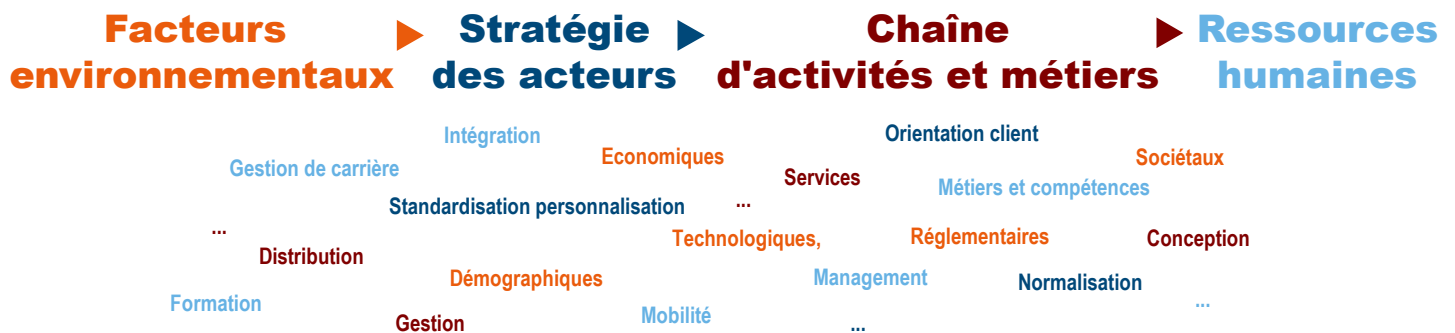 Facteurs environnementaux
Stratégie des acteurs
Chaîne d'activités et métiers
Ressources humaines
Intégration
Orientation client
Economiques
Sociétaux
Gestion de carrière
Services
Métiers et compétences
Standardisation personnalisation
...
...
Technologiques,
Réglementaires
Conception
Distribution
Démographiques
Management
Normalisation
Formation
...
Mobilité
Gestion
...